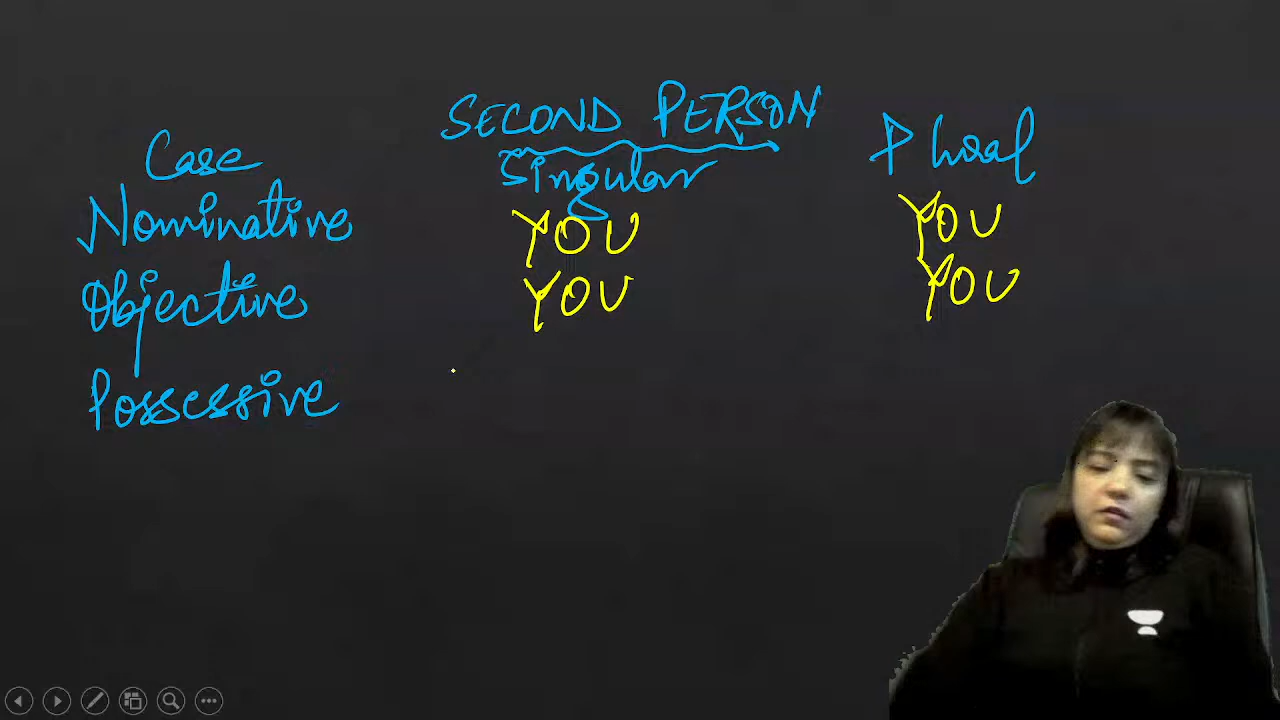 SECOND PERSON
Case Singular Plural
Nominative YOU YOU
Objective YOU YOU
Possessive